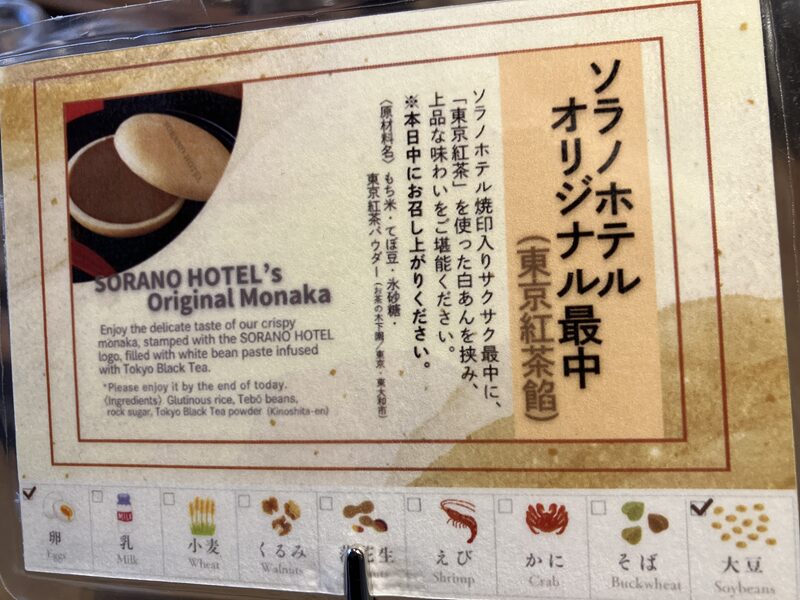 ソラノホテル
オリジナル最中
(東京紅茶餡)
ソラノホテル焼印入りサクサク最中に、
「東京紅茶」を使った白あんを挟み、
上品な味わいをご堪能ください。
※本日中にお召し上がりください。
〈原材料名〉もち米・てぼ豆・氷砂糖・
東京紅茶パウダー(お茶の木下園/東京・東大和市)
SORANO HOTEL's
Original Monaka
Enjoy the delicate taste of our crispy
monaka, stamped with the SORANO HOTEL
logo, filled with white bean paste infused
with Tokyo Black Tea.
*Please enjoy it by the end of today.
〈Ingredients〉Glutinous rice, Tebō beans,
rock sugar, Tokyo Black Tea powder (Kinoshita-en)
MILK
卵 乳 小麦 くるみ 花生 えび かに そば 大豆
Eggs Milk Wheat Walnuts Shrimp Crab Buckwheat Soybeans